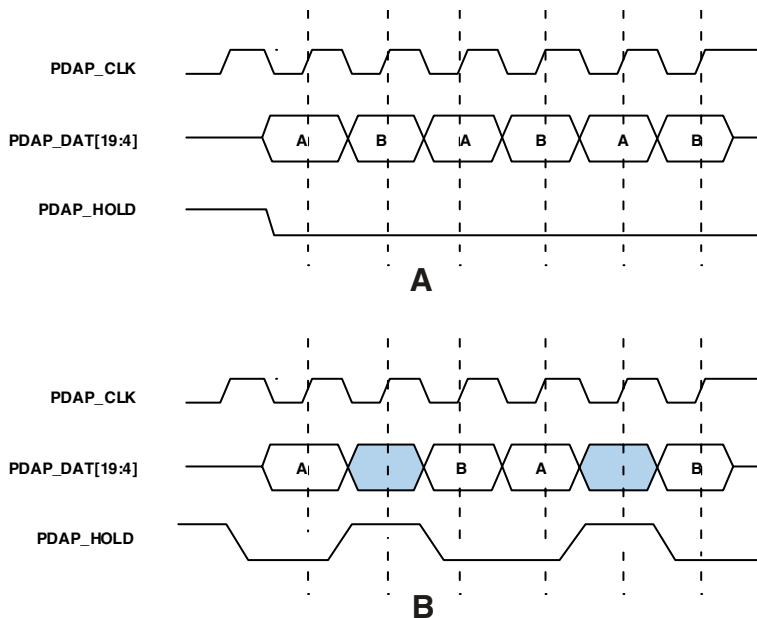 PDAP_CLK
PDAP_DAT[19:4]
A B A B A B
PDAP_HOLD
A
PDAP_CLK
PDAP_DAT[19:4]
A B A B
PDAP_HOLD
B